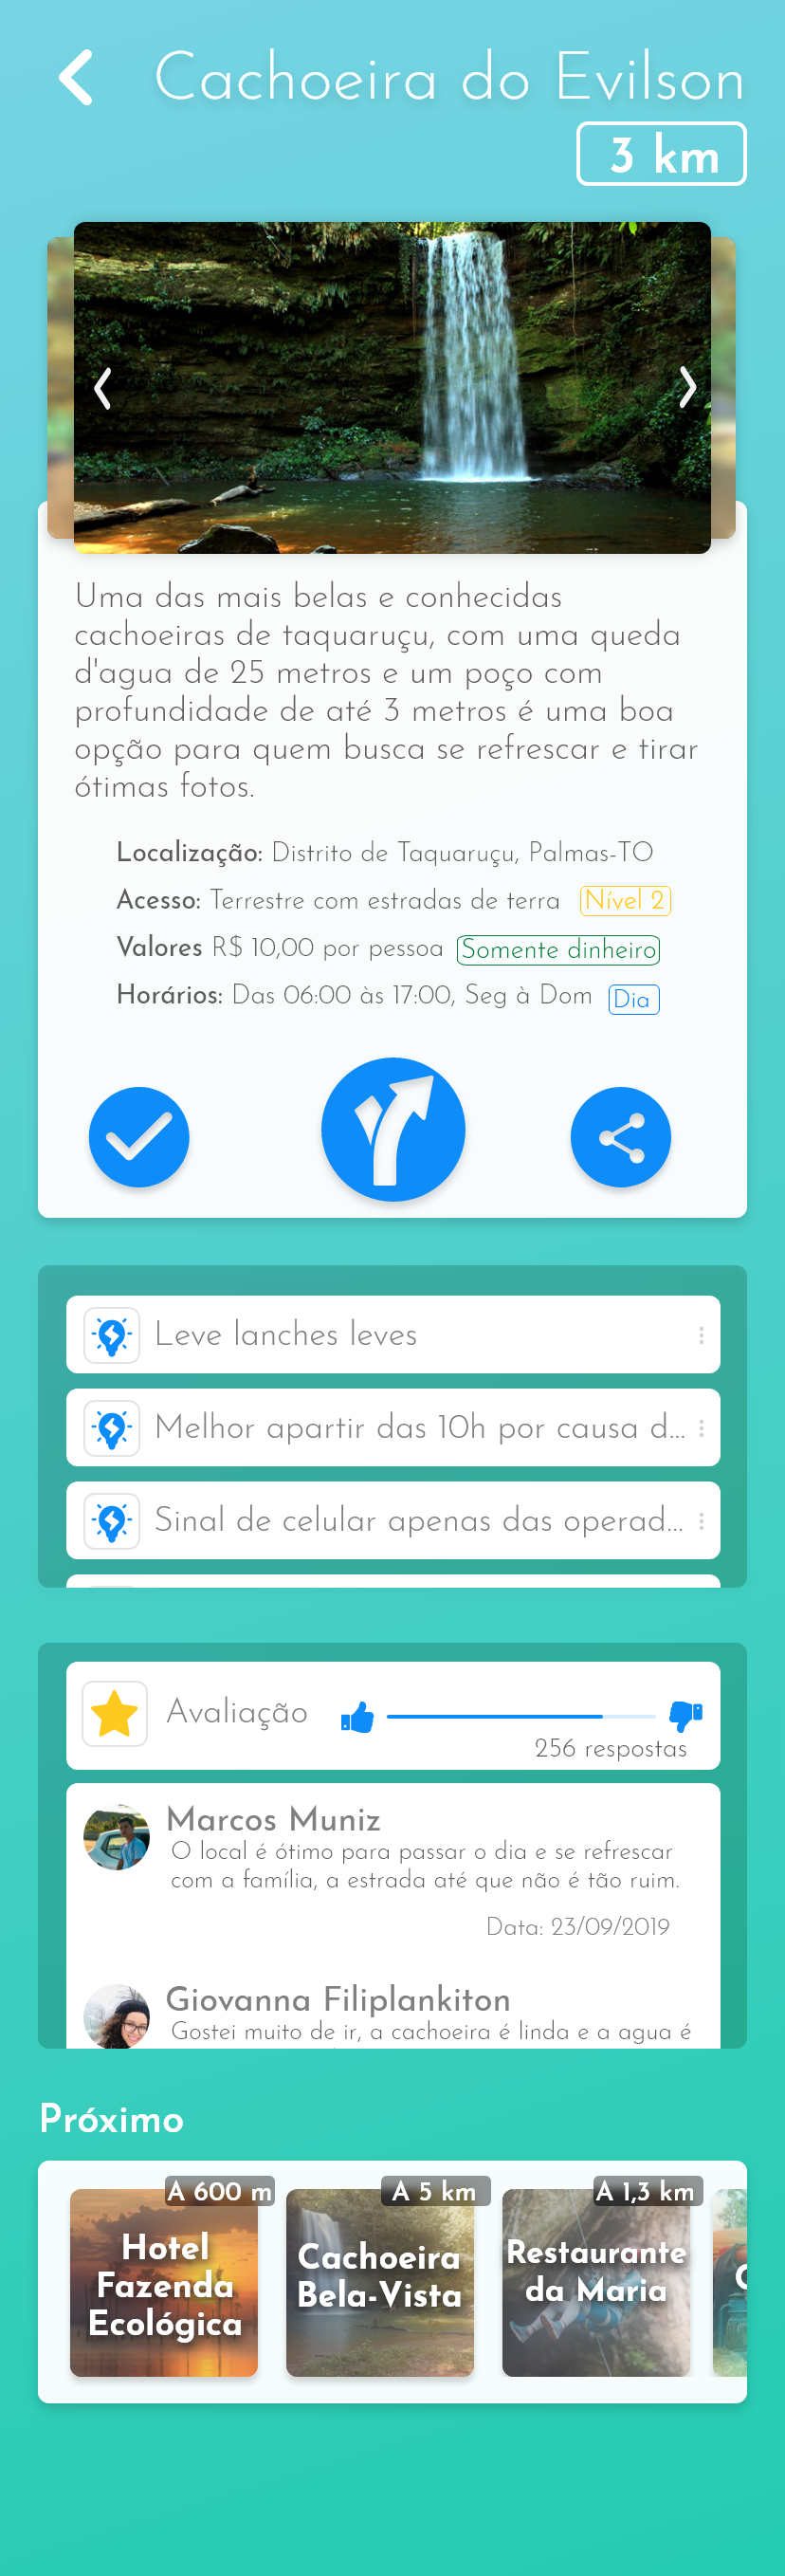 Cachoeira do Evilson
3 km
Uma das mais belas e conhecidas
cachoeiras de taquaruçu, com uma queda
d'agua de 25 metros e um poço com
profundidade de até 3 metros é uma boa
opção para quem busca se refrescar e tirar
ótimas fotos.
Localização: Distrito de Taquaruçu, Palmas-TO
Acesso: Terrestre com estradas de terra Nível 2
Valores R$ 10,00 por pessoa Somente dinheiro
Horários: Das 06:00 às 17:00, Seg à Dom Dia
Leve lanches leves
Melhor apartir das 10h por causa d...
Sinal de celular apenas das operad...
Avaliação
256 respostas
Marcos Muniz
O local é ótimo para passar o dia e se refrescar
com a família, a estrada até que não é tão ruim.
Data: 23/09/2019
Giovanna Filiplankiton
Gostei muito de ir, a cachoeira é linda e a agua é
Próximo
A 600 m
Hotel
Fazenda
Ecológica
A 5 km
Cachoeira
Bela-Vista
A 1,3 km
Restaurante
da Maria